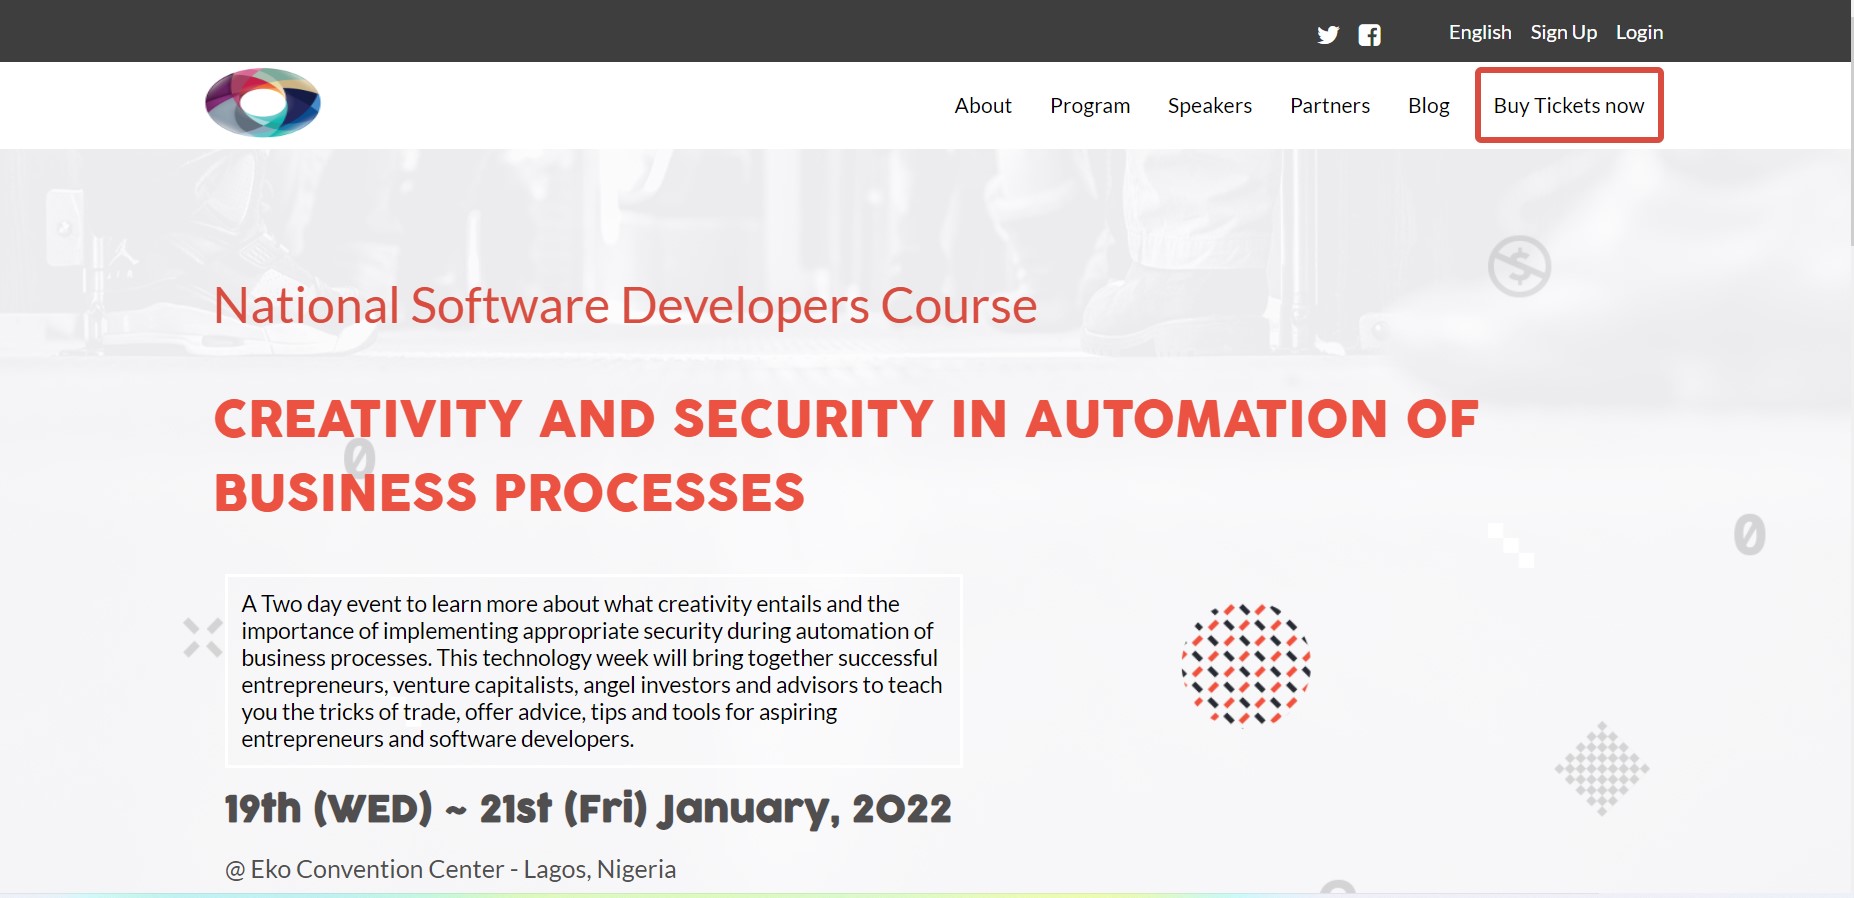 English Sign Up Login
About Program Speakers Partners Blog Buy Tickets now
National Software Developers Course
CREATIVITY AND SECURITY IN AUTOMATION OF
BUSINESS PROCESSES
0
0
A Two day event to learn more about what creativity entails and the
importance of implementing appropriate security during automation of
business processes. This technology week will bring together successful
entrepreneurs, venture capitalists, angel investors and advisors to teach
you the tricks of trade, offer advice, tips and tools for aspiring
entrepreneurs and software developers.
19th (WED) ~ 21st (Fri) January, 2022
@ Eko Convention Center - Lagos, Nigeria